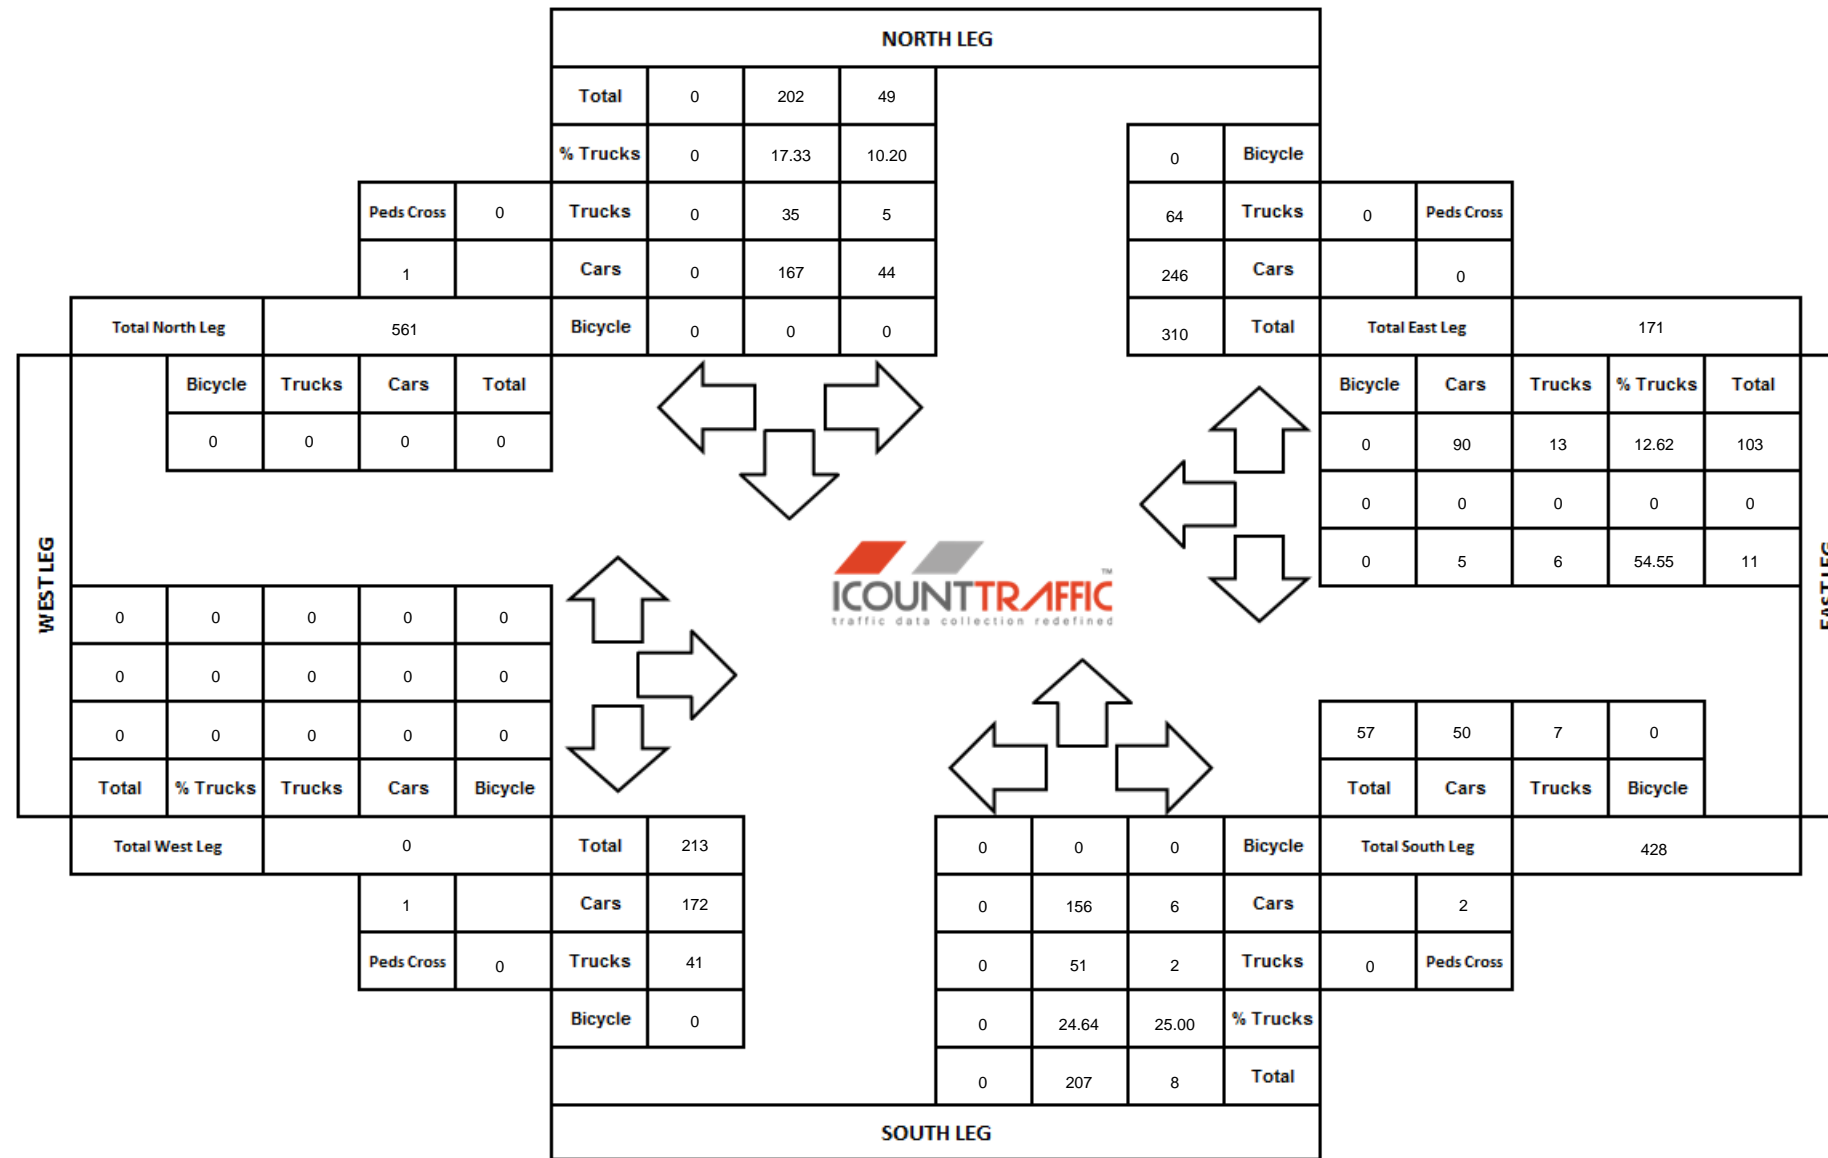 NORTH LEG
Total 0 202 49
% Trucks 0 17.33 10.20 0 Bicycle
Peds Cross 0 Trucks 0 35 5 64 Trucks 0 Peds Cross
1 Cars 0 167 44 246 Cars 0
Total North Leg 561 Bicycle 0 0 0 310 Total Total East Leg 171
Bicycle Trucks Cars Total Bicycle Cars Trucks % Trucks Total
0 0 0 0 0 90 13 12.62 103
0 0 0 0 0
0 5 6 54.55 11
WEST LEG
EAST LEG
ICOUNTTRAFFIC™
traffic data collection redefined
0 0 0 0 0
0 0 0 0 0
0 0 0 0 0 57 50 7 0
Total % Trucks Trucks Cars Bicycle Total Cars Trucks Bicycle
Total West Leg 0 Total 213 0 0 0 Bicycle Total South Leg 428
1 Cars 172 0 156 6 Cars 2
Peds Cross 0 Trucks 41 0 51 2 Trucks 0 Peds Cross
Bicycle 0 0 24.64 25.00 % Trucks
0 207 8 Total
SOUTH LEG